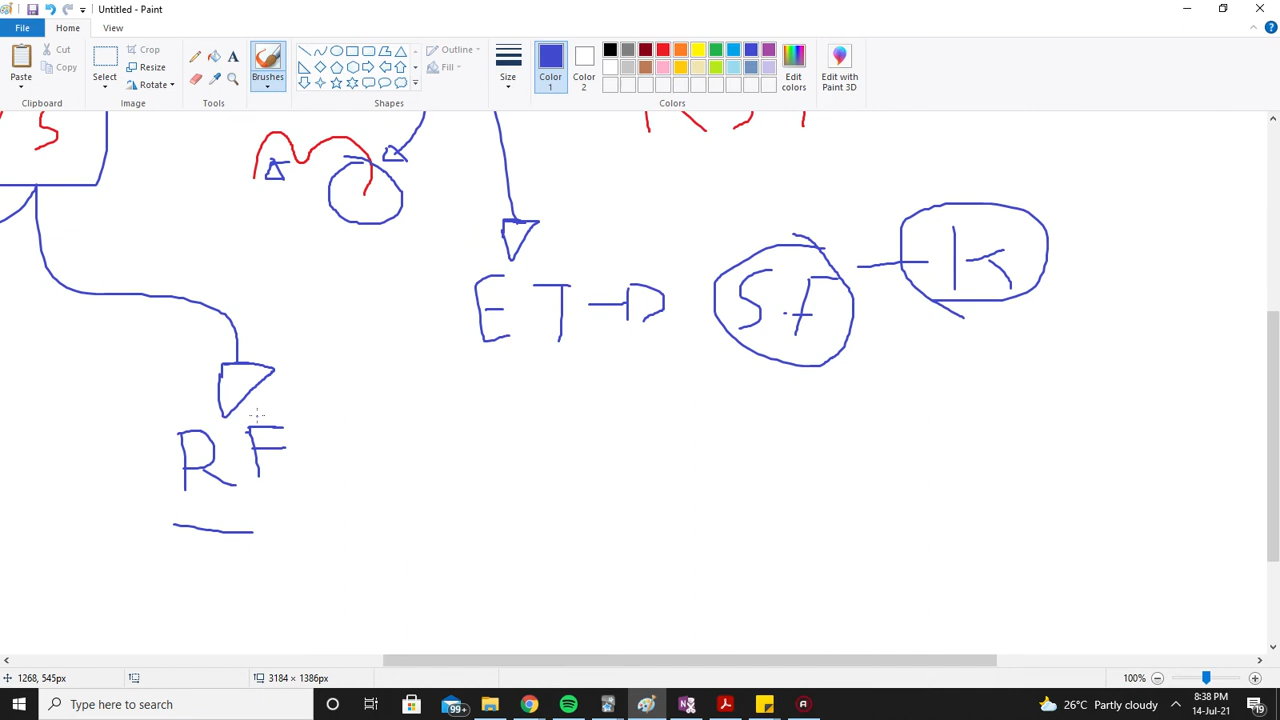 Untitled - Paint
File Home View
Paste
Cut
Copy
Clipboard
Select
Crop
Resize
Rotate
Image
A
Tools
Brushes
Shapes
Outline
Fill
Size
Color 1
Color 2
Edit colors
Colors
Edit with Paint 3D
S
ET
K
RF
1268, 545px
3184 × 1386px
100%
Type here to search
99+
26°C Partly cloudy
8:38 PM
14-Jul-21
19